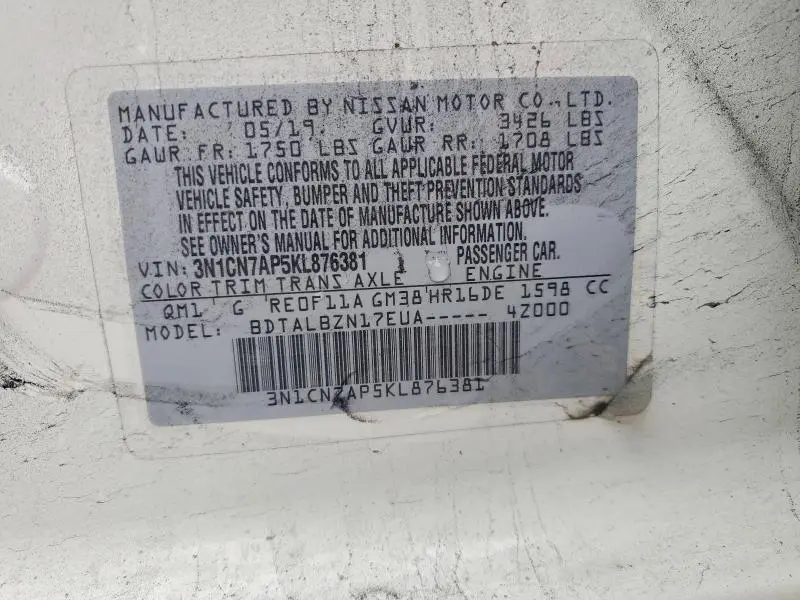 MANUFACTURED BY NISSAN MOTOR CO., LTD.
DATE: 05/19 GVWR: 3426 LBS
GAWR FR: 1750 LBS GAWR RR: 1708 LBS
THIS VEHICLE CONFORMS TO ALL APPLICABLE FEDERAL MOTOR
VEHICLE SAFETY, BUMPER AND THEFT PREVENTION STANDARDS
IN EFFECT ON THE DATE OF MANUFACTURE SHOWN ABOVE.
SEE OWNER'S MANUAL FOR ADDITIONAL INFORMATION.
VIN: 3N1CN7AP5KL876381 PASSENGER CAR.
COLOR TRIM TRANS AXLE ENGINE
QM1 G RE0F11A GM38 HR16DE 1598 CC
BDTALBZN17EUA----- 4Z000
3N1CN7AP5KL876381